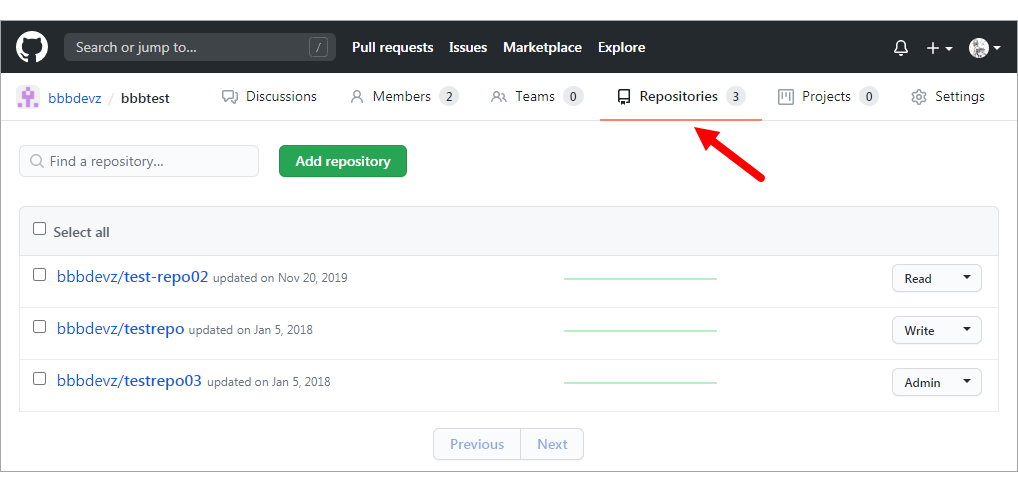 Search or jump to... /
Pull requests Issues Marketplace Explore
bbbdevz / bbbtest
Discussions Members 2 Teams 0 Repositories 3 Projects 0 Settings
Find a repository... Add repository
Select all
bbbdevz/test-repo02 updated on Nov 20, 2019 Read
bbbdevz/testrepo updated on Jan 5, 2018 Write
bbbdevz/testrepo03 updated on Jan 5, 2018 Admin
Previous Next